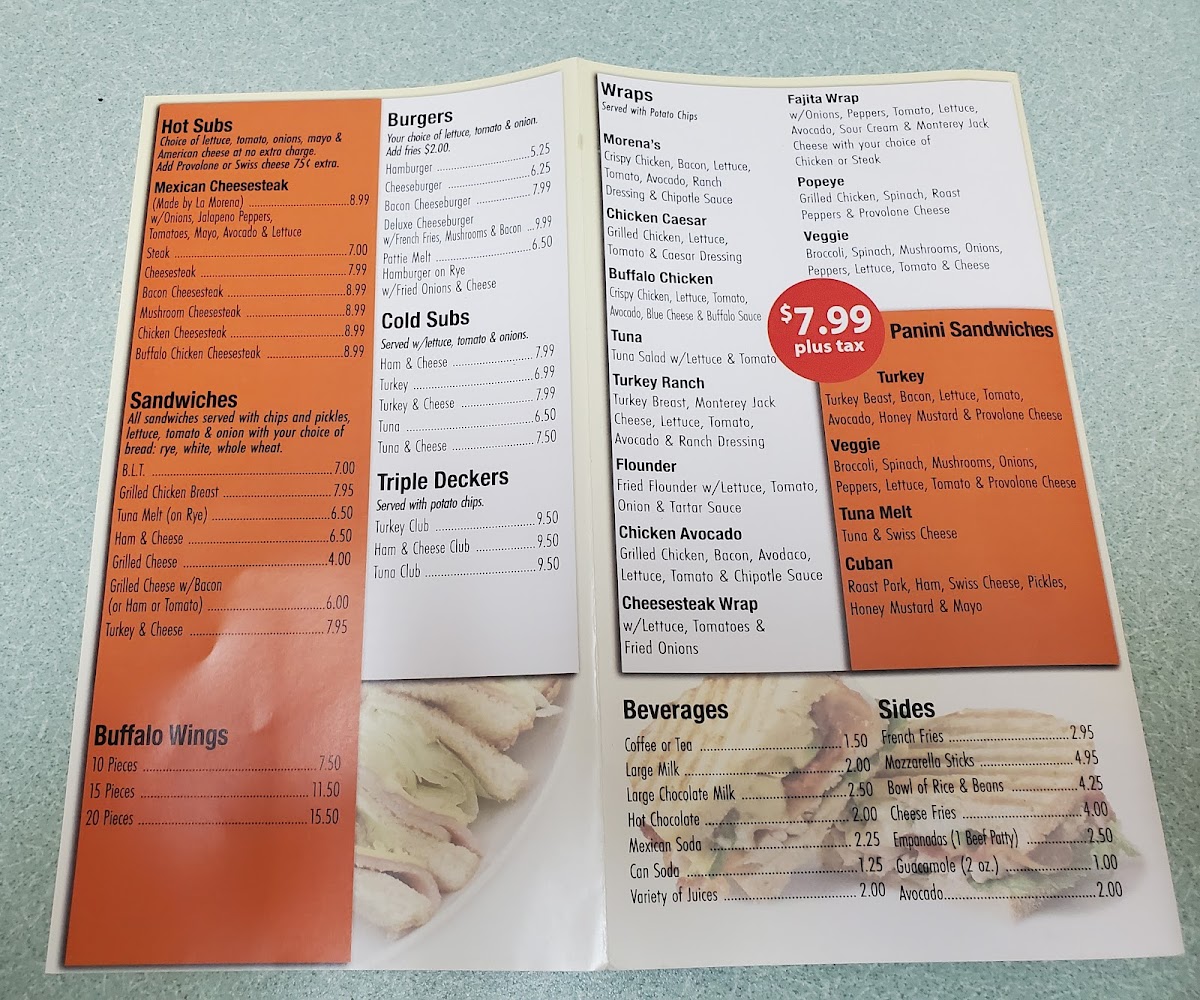 Hot Subs
Choice of lettuce, tomato, onions, mayo &
American cheese at no extra charge.
Add Provolone or Swiss cheese 75¢ extra.
Mexican Cheesesteak
(Made by La Morena) 8.99
w/Onions, Jalapeno Peppers,
Tomatoes, Mayo, Avocado & Lettuce
Steak 7.00
Cheesesteak 7.99
Bacon Cheesesteak 8.99
Mushroom Cheesesteak 8.99
Chicken Cheesesteak 8.99
Buffalo Chicken Cheesesteak 8.99
Sandwiches
All sandwiches served with chips and pickles,
lettuce, tomato & onion with your choice of
bread: rye, white, whole wheat.
B.L.T. 7.00
Grilled Chicken Breast 7.95
Tuna Melt (on Rye) 6.50
Ham & Cheese 6.50
Grilled Cheese 4.00
Grilled Cheese w/Bacon
(or Ham or Tomato) 6.00
Turkey & Cheese 7.95
Buffalo Wings
10 Pieces 7.50
15 Pieces 11.50
20 Pieces 15.50
Burgers
Your choice of lettuce, tomato & onion.
Add fries $2.00.
Hamburger 5.25
Cheeseburger 6.25
Bacon Cheeseburger 7.99
Deluxe Cheeseburger
w/French Fries, Mushrooms & Bacon 9.99
Pattie Melt 6.50
Hamburger on Rye
w/Fried Onions & Cheese
Cold Subs
Served w/lettuce, tomato & onions.
Ham & Cheese 7.99
Turkey 6.99
Turkey & Cheese 7.99
Tuna 6.50
Tuna & Cheese 7.50
Triple Deckers
Served with potato chips.
Turkey Club 9.50
Ham & Cheese Club 9.50
Tuna Club 9.50
Wraps
Served with Potato Chips
Morena's
Crispy Chicken, Bacon, Lettuce,
Tomato, Avocado, Ranch
Dressing & Chipotle Sauce
Chicken Caesar
Grilled Chicken, Lettuce,
Tomato & Caesar Dressing
Buffalo Chicken
Crispy Chicken, Lettuce, Tomato,
Avocado, Blue Cheese & Buffalo Sauce
Tuna
Tuna Salad w/Lettuce & Tomato
Turkey Ranch
Turkey Breast, Monterey Jack
Cheese, Lettuce, Tomato,
Avocado & Ranch Dressing
Flounder
Fried Flounder w/Lettuce, Tomato,
Onion & Tartar Sauce
Chicken Avocado
Grilled Chicken, Bacon, Avodaco,
Lettuce, Tomato & Chipotle Sauce
Cheesesteak Wrap
w/Lettuce, Tomatoes &
Fried Onions
Fajita Wrap
w/Onions, Peppers, Tomato, Lettuce,
Avocado, Sour Cream & Monterey Jack
Cheese with your choice of
Chicken or Steak
Popeye
Grilled Chicken, Spinach, Roast
Peppers & Provolone Cheese
Veggie
Broccoli, Spinach, Mushrooms, Onions,
Peppers, Lettuce, Tomato & Cheese
$7.99
plus tax
Panini Sandwiches
Turkey
Turkey Beast, Bacon, Lettuce, Tomato,
Avocado, Honey Mustard & Provolone Cheese
Veggie
Broccoli, Spinach, Mushrooms, Onions,
Peppers, Lettuce, Tomato & Provolone Cheese
Tuna Melt
Tuna & Swiss Cheese
Cuban
Roast Pork, Ham, Swiss Cheese, Pickles,
Honey Mustard & Mayo
Beverages
Coffee or Tea 1.50
Large Milk 2.00
Large Chocolate Milk 2.50
Hot Chocolate 2.00
Mexican Soda 2.25
Can Soda 1.25
Variety of Juices 2.00
Sides
French Fries 2.95
Mozzarella Sticks 4.95
Bowl of Rice & Beans 4.25
Cheese Fries 4.00
Empanadas (1 Beef Patty) 2.50
Guacamole (2 oz.) 1.00
Avocado 2.00